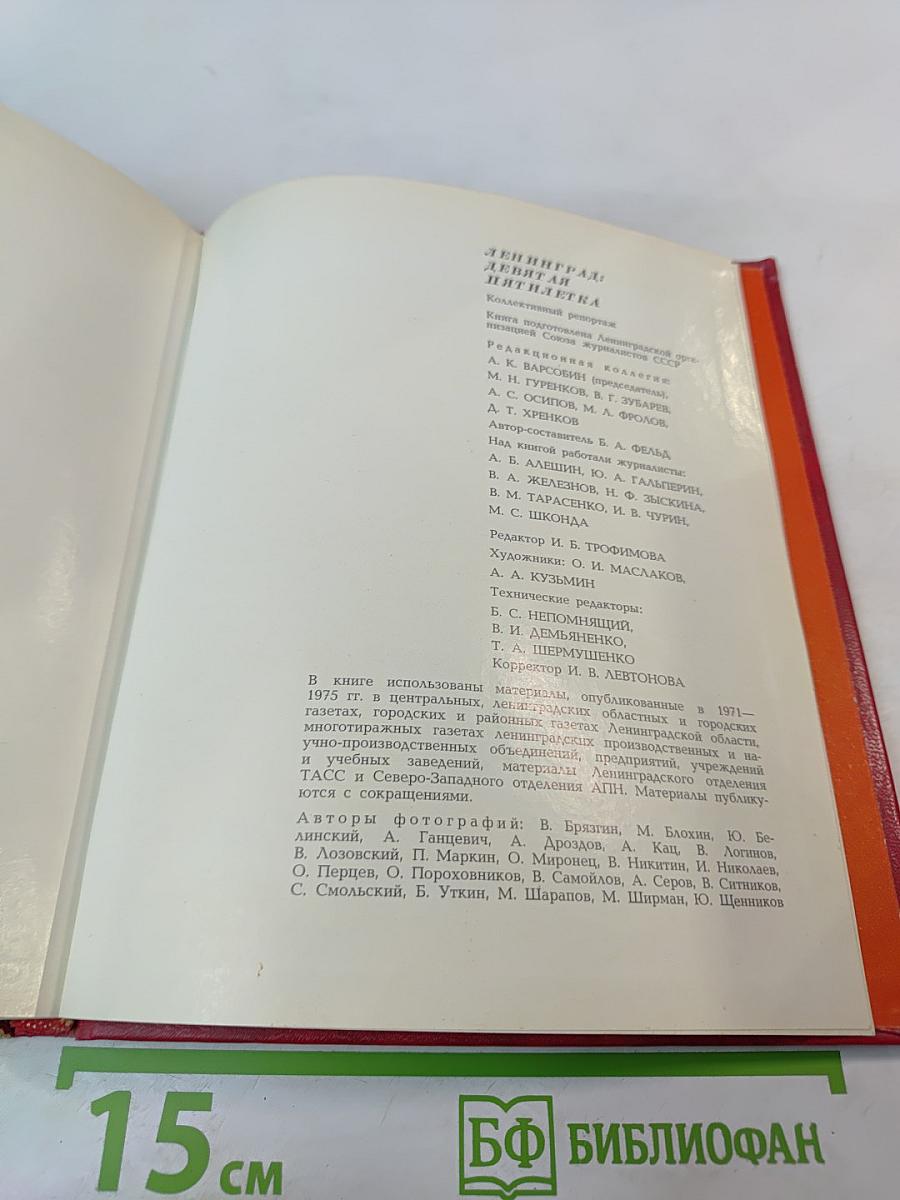 ЛЕНИНГРАД:
ДЕВЯТАЯ
ПЯТИЛЕТКА
Коллективный репортаж
Книга подготовлена Ленинградской орга-
низацией Союза журналистов СССР
Редакционная коллегия:
А. К. ВАРСОБИН (председатель),
М. Н. ГУРЕНКОВ, В. Г. ЗУБАРЕВ,
А. С. ОСИПОВ, М. Л. ФРОЛОВ,
Д. Т. ХРЕНКОВ
Автор-составитель Б. А. ФЕЛЬД
Над книгой работали журналисты:
А. Б. АЛЕШИН, Ю. А. ГАЛЬПЕРИН,
В. А. ЖЕЛЕЗНОВ, Н. Ф. ЗЫСКИНА,
В. М. ТАРАСЕНКО, И. В. ЧУРИН,
М. С. ШКОНДА
Редактор И. Б. ТРОФИМОВА
Художники: О. И. МАСЛАКОВ,
А. А. КУЗЬМИН
Технические редакторы:
Б. С. НЕПОМНЯЩИЙ,
В. И. ДЕМЬЯНЕНКО,
Т. А. ШЕРМУШЕНКО
Корректор И. В. ЛЕВТОНОВА
В книге использованы материалы, опубликованные в 1971—
1975 гг. в центральных, ленинградских областных и городских
газетах, городских и районных газетах Ленинградской области,
многотиражных газетах ленинградских производственных и на-
учно-производственных объединений, предприятий, учреждений
и учебных заведений, материалы Ленинградского отделения
ТАСС и Северо-Западного отделения АПН. Материалы публику-
ются с сокращениями.
Авторы фотографий: В. Брязгин, М. Блохин, Ю. Бе-
линский, А. Ганцевич, А. Дроздов, А. Кац, В. Логинов,
В. Лозовский, П. Маркин, О. Миронец, В. Никитин, И. Николаев,
О. Перцев, О. Пороховников, В. Самойлов, А. Серов, В. Ситников,
С. Смольский, Б. Уткин, М. Шарапов, М. Ширман, Ю. Щенников
15 см
БФ БИБЛИОФАН